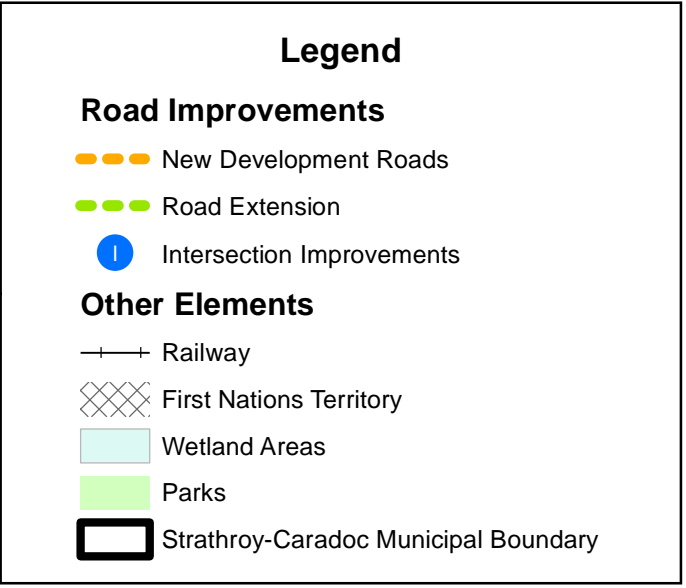 Legend
Road Improvements
New Development Roads
Road Extension
I Intersection Improvements
Other Elements
Railway
First Nations Territory
Wetland Areas
Parks
Strathroy-Caradoc Municipal Boundary